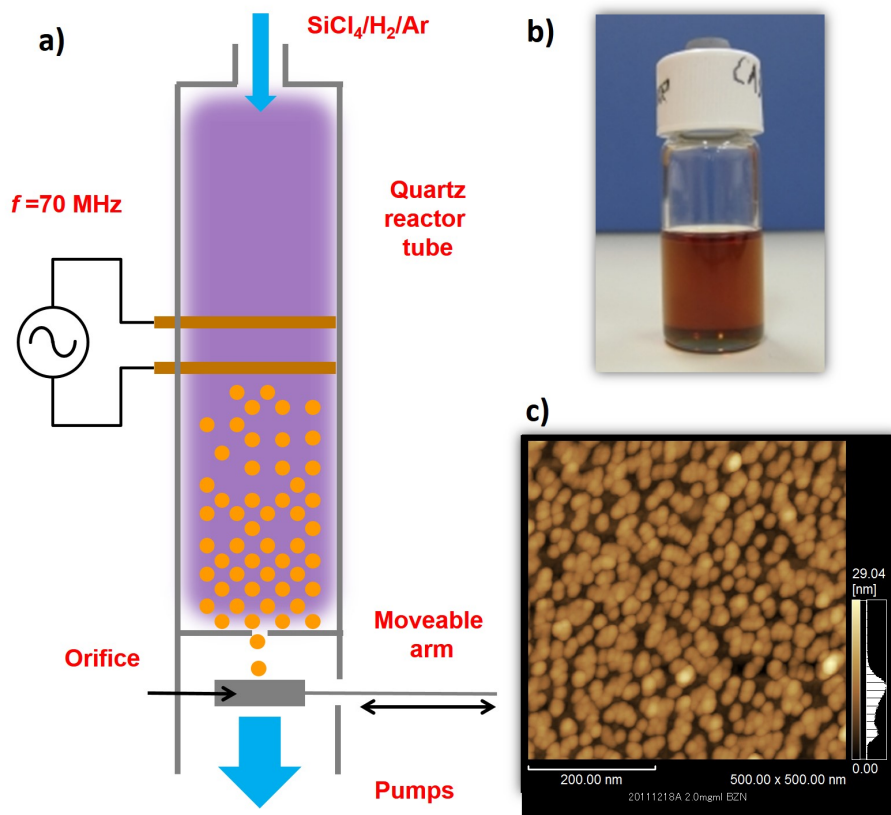 a)
SiCl₄/H₂/Ar
f =70 MHz
Quartz
reactor
tube
Moveable
arm
Orifice
Pumps
b)
c)
29.04
[nm]
0.00
200.00 nm
500.00 x 500.00 nm
20111218A 2.0mgml BZN